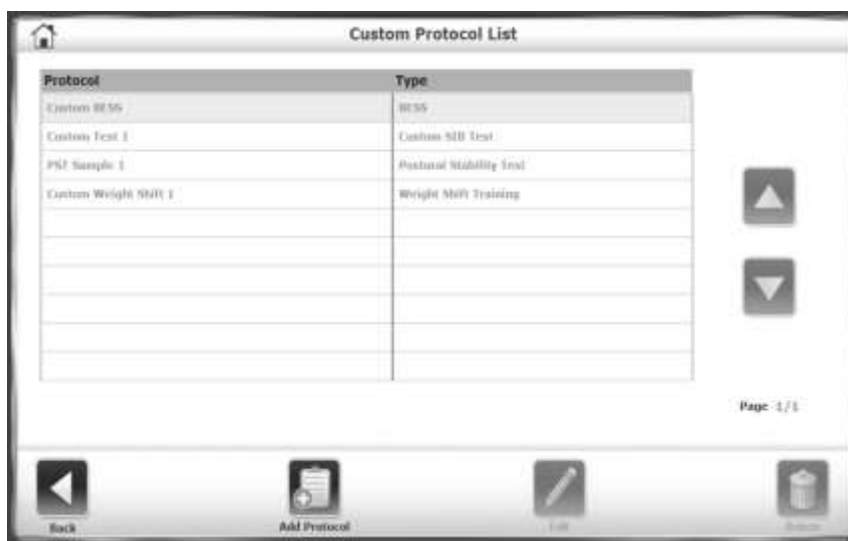 Custom Protocol List
Protocol Type
Custom BESS BESS
Custom Test 1 Custom SIB Test
PST Sample 1 Postural Stability Test
Custom Weight Shift 1 Weight Shift Training
Page 1/1
Back Add Protocol Edit Delete